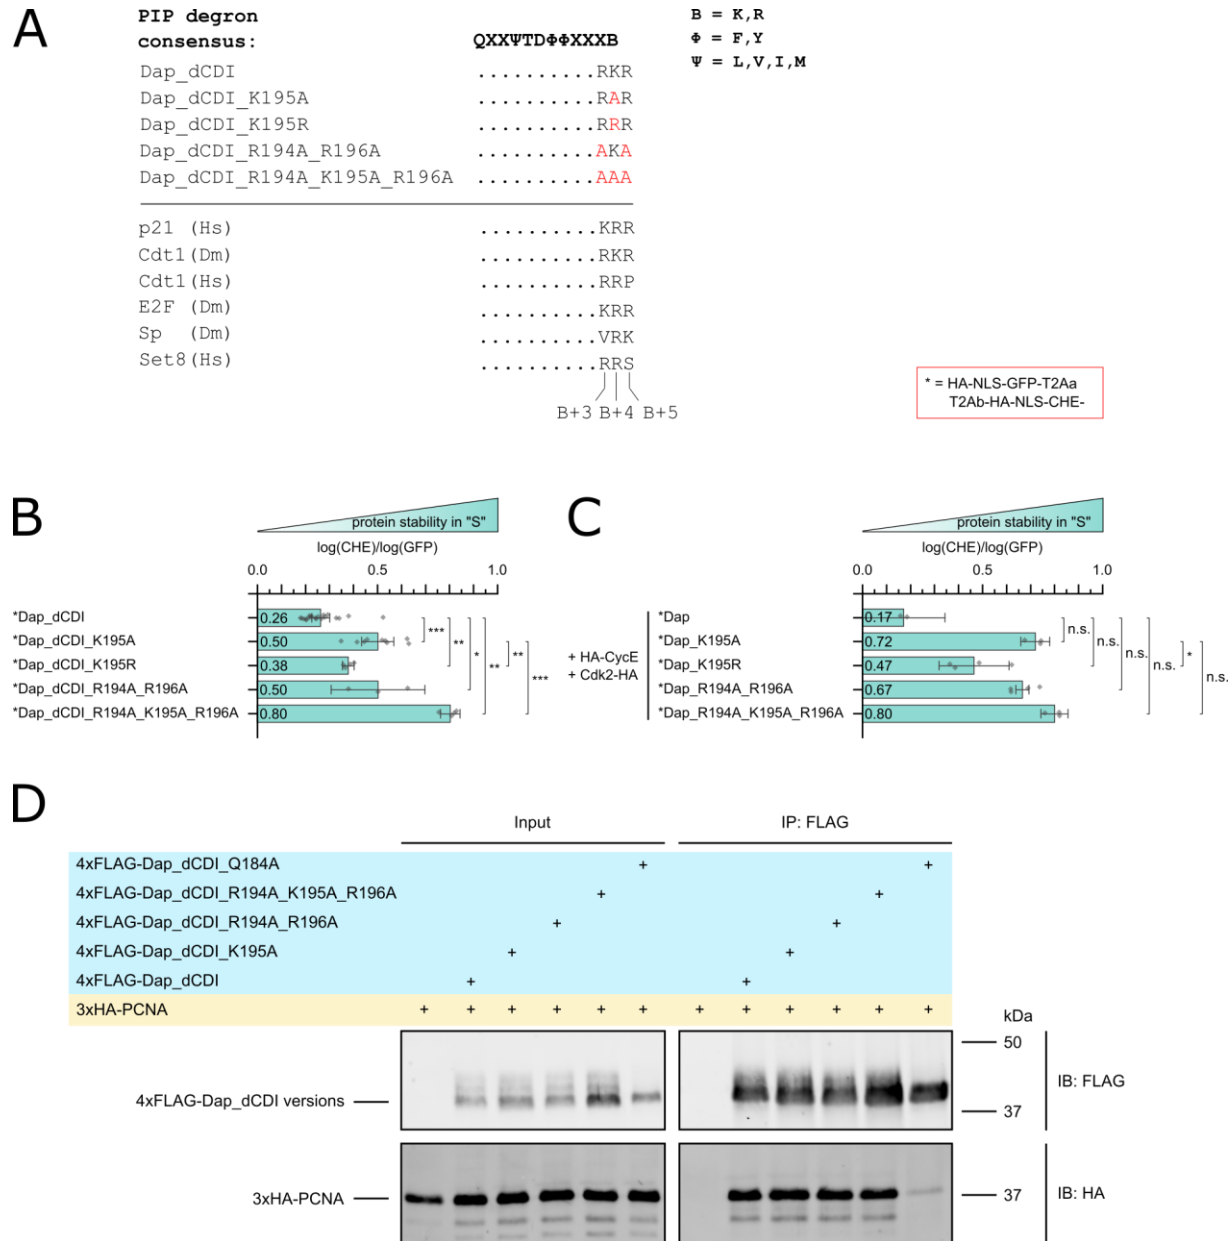 A
PIP degron
consensus: QXXΨTDΦΦXXXB
B = K,R
Φ = F,Y
Ψ = L,V,I,M
Dap_dCDI ..........RKR
Dap_dCDI_K195A ..........RAR
Dap_dCDI_K195R ..........RRR
Dap_dCDI_R194A_R196A ..........AKA
Dap_dCDI_R194A_K195A_R196A ..........AAA
p21 (Hs) ..........KRR
Cdt1(Dm) ..........RKR
Cdt1(Hs) ..........RRP
E2F (Dm) ..........KRR
Sp (Dm) ..........VRK
Set8(Hs) ..........RRS
B+3 B+4 B+5
* = HA-NLS-GFP-T2Aa
T2Ab-HA-NLS-CHE-
B
protein stability in "S"
log(CHE)/log(GFP)
0.0 0.5 1.0
*Dap_dCDI 0.26
*Dap_dCDI_K195A 0.50
*Dap_dCDI_K195R 0.38
*Dap_dCDI_R194A_R196A 0.50
*Dap_dCDI_R194A_K195A_R196A 0.80
*** ** * ** ** ***
C
protein stability in "S"
log(CHE)/log(GFP)
0.0 0.5 1.0
+ HA-CycE
+ Cdk2-HA
*Dap 0.17
*Dap_K195A 0.72
*Dap_K195R 0.47
*Dap_R194A_R196A 0.67
*Dap_R194A_K195A_R196A 0.80
n.s. n.s. n.s. n.s. * n.s.
D
Input IP: FLAG
4xFLAG-Dap_dCDI_Q184A + +
4xFLAG-Dap_dCDI_R194A_K195A_R196A + +
4xFLAG-Dap_dCDI_R194A_R196A + +
4xFLAG-Dap_dCDI_K195A + +
4xFLAG-Dap_dCDI + +
3xHA-PCNA + + + + + + + + + + + +
kDa
50
4xFLAG-Dap_dCDI versions
IB: FLAG
37
3xHA-PCNA
37
IB: HA